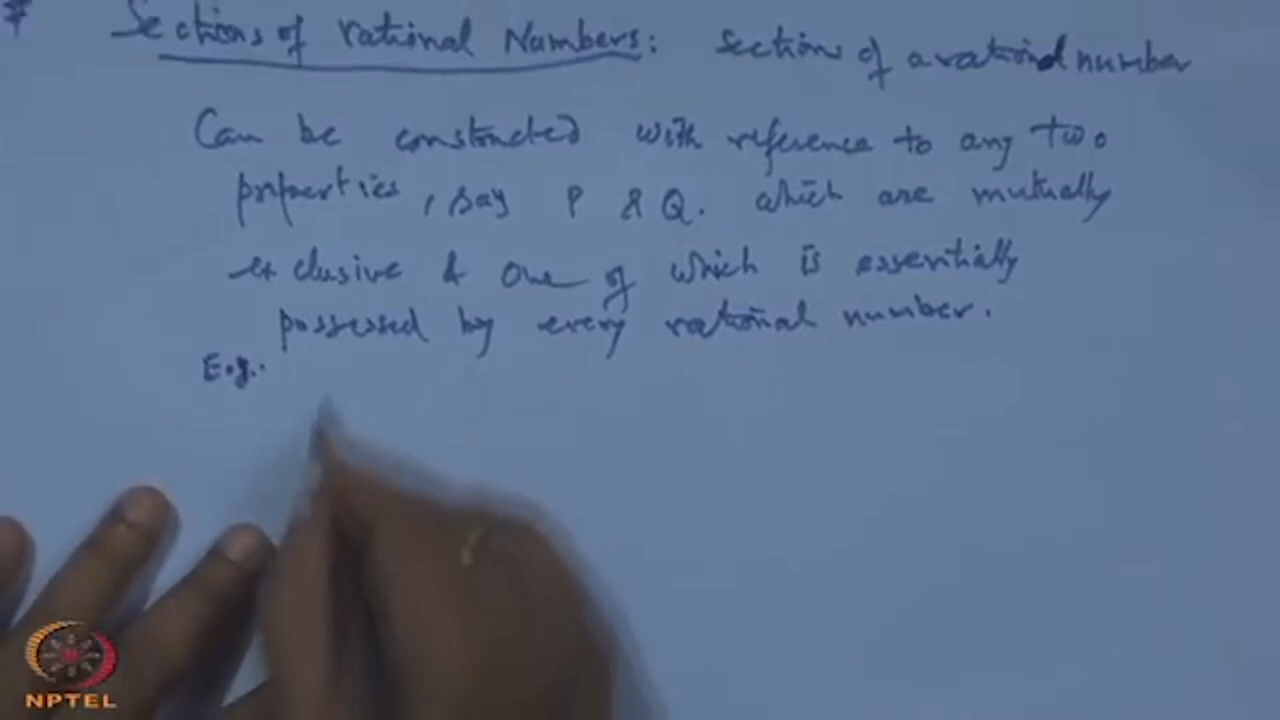 * Sections of rational Numbers: section of a rational number
Can be constructed with reference to any two
properties, say P & Q. which are mutually
exclusive & one of which is essentially
possessed by every rational number.
E.g.
NPTEL